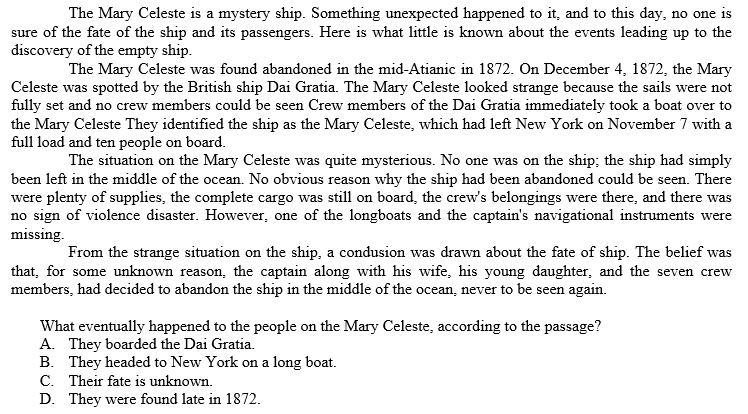 The Mary Celeste is a mystery ship. Something unexpected happened to it, and to this day, no one is
sure of the fate of the ship and its passengers. Here is what little is known about the events leading up to the
discovery of the empty ship.
The Mary Celeste was found abandoned in the mid-Atianic in 1872. On December 4, 1872, the Mary
Celeste was spotted by the British ship Dai Gratia. The Mary Celeste looked strange because the sails were not
fully set and no crew members could be seen Crew members of the Dai Gratia immediately took a boat over to
the Mary Celeste They identified the ship as the Mary Celeste, which had left New York on November 7 with a
full load and ten people on board.
The situation on the Mary Celeste was quite mysterious. No one was on the ship; the ship had simply
been left in the middle of the ocean. No obvious reason why the ship had been abandoned could be seen. There
were plenty of supplies, the complete cargo was still on board, the crew's belongings were there, and there was
no sign of violence disaster. However, one of the longboats and the captain's navigational instruments were
missing.
From the strange situation on the ship, a condusion was drawn about the fate of ship. The belief was
that, for some unknown reason, the captain along with his wife, his young daughter, and the seven crew
members, had decided to abandon the ship in the middle of the ocean, never to be seen again.
What eventually happened to the people on the Mary Celeste, according to the passage?
A. They boarded the Dai Gratia.
B. They headed to New York on a long boat.
C. Their fate is unknown.
D. They were found late in 1872.